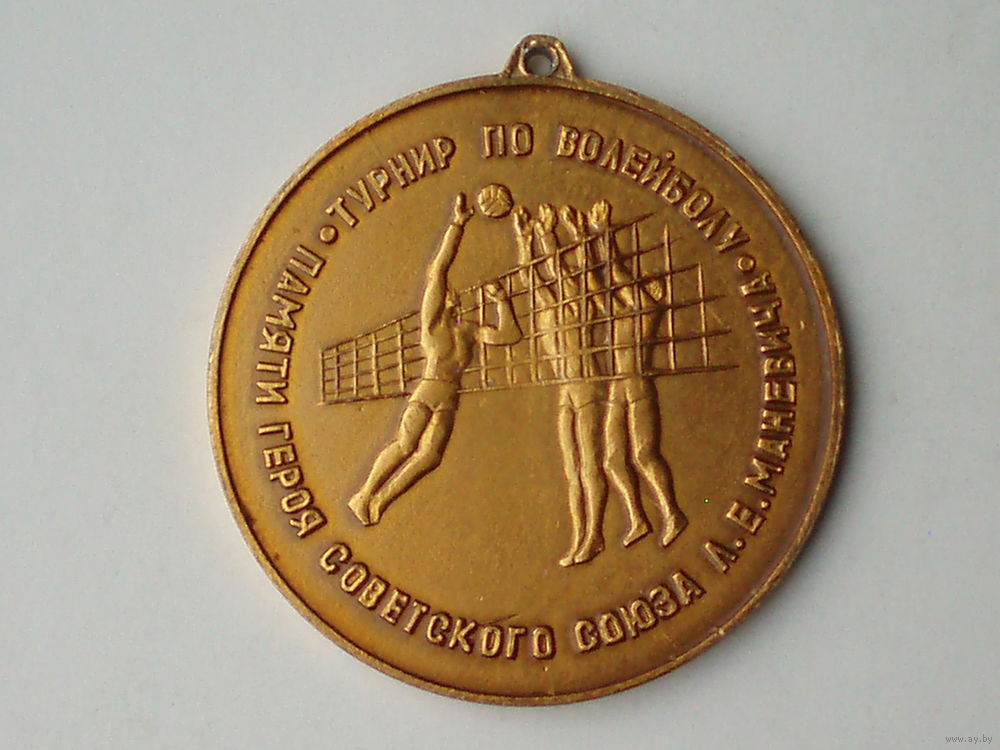 • ТУРНИР ПО ВОЛЕЙБОЛУ •
ПАМЯТИ ГЕРОЯ СОВЕТСКОГО СОЮЗА Л. Е. МАНЕВИЧА
www.ay.by